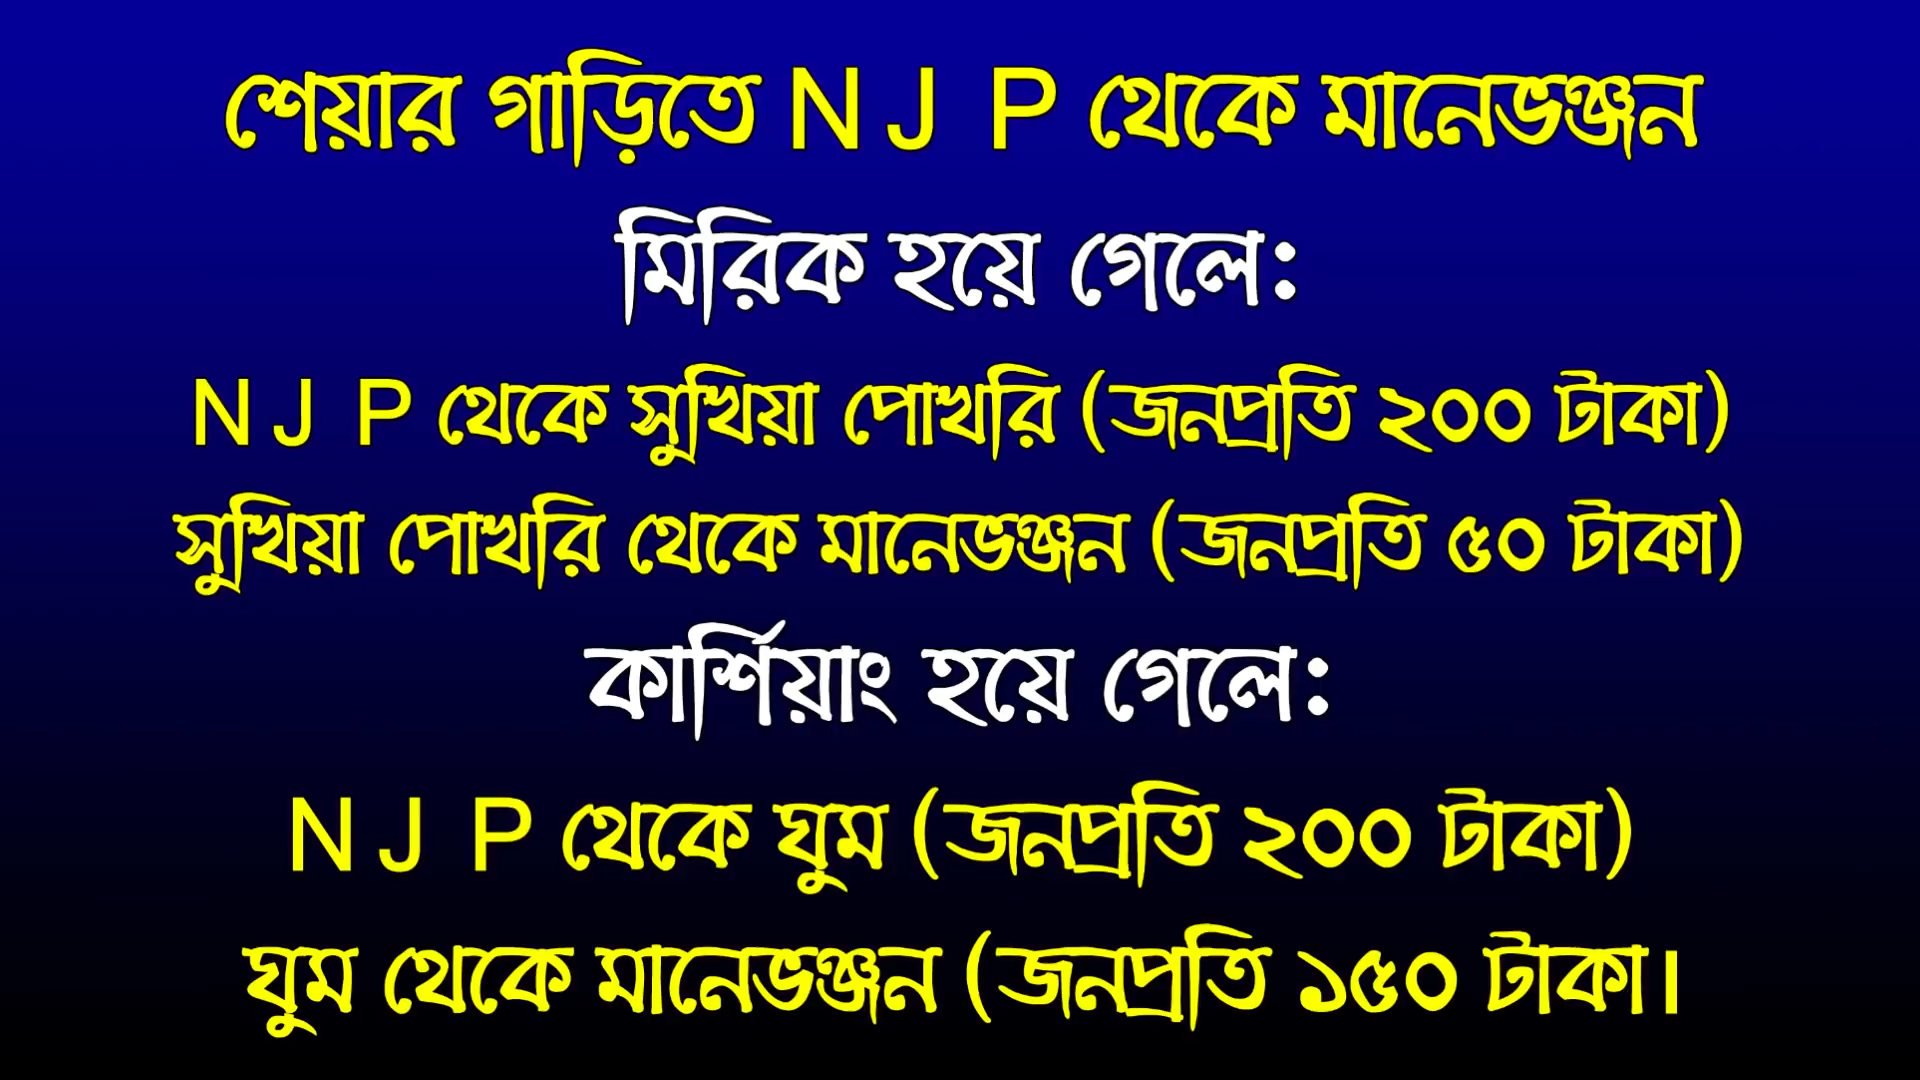 শেয়ার গাড়িতে N J P থেকে মানেভঞ্জন
মিরিক হয়ে গেলে:
N J P থেকে সুখিয়া পোখরি (জনপ্রতি ২০০ টাকা)
সুখিয়া পোখরি থেকে মানেভঞ্জন (জনপ্রতি ৫০ টাকা)
কার্শিয়াং হয়ে গেলে:
N J P থেকে ঘুম (জনপ্রতি ২০০ টাকা)
ঘুম থেকে মানেভঞ্জন (জনপ্রতি ১৫০ টাকা।